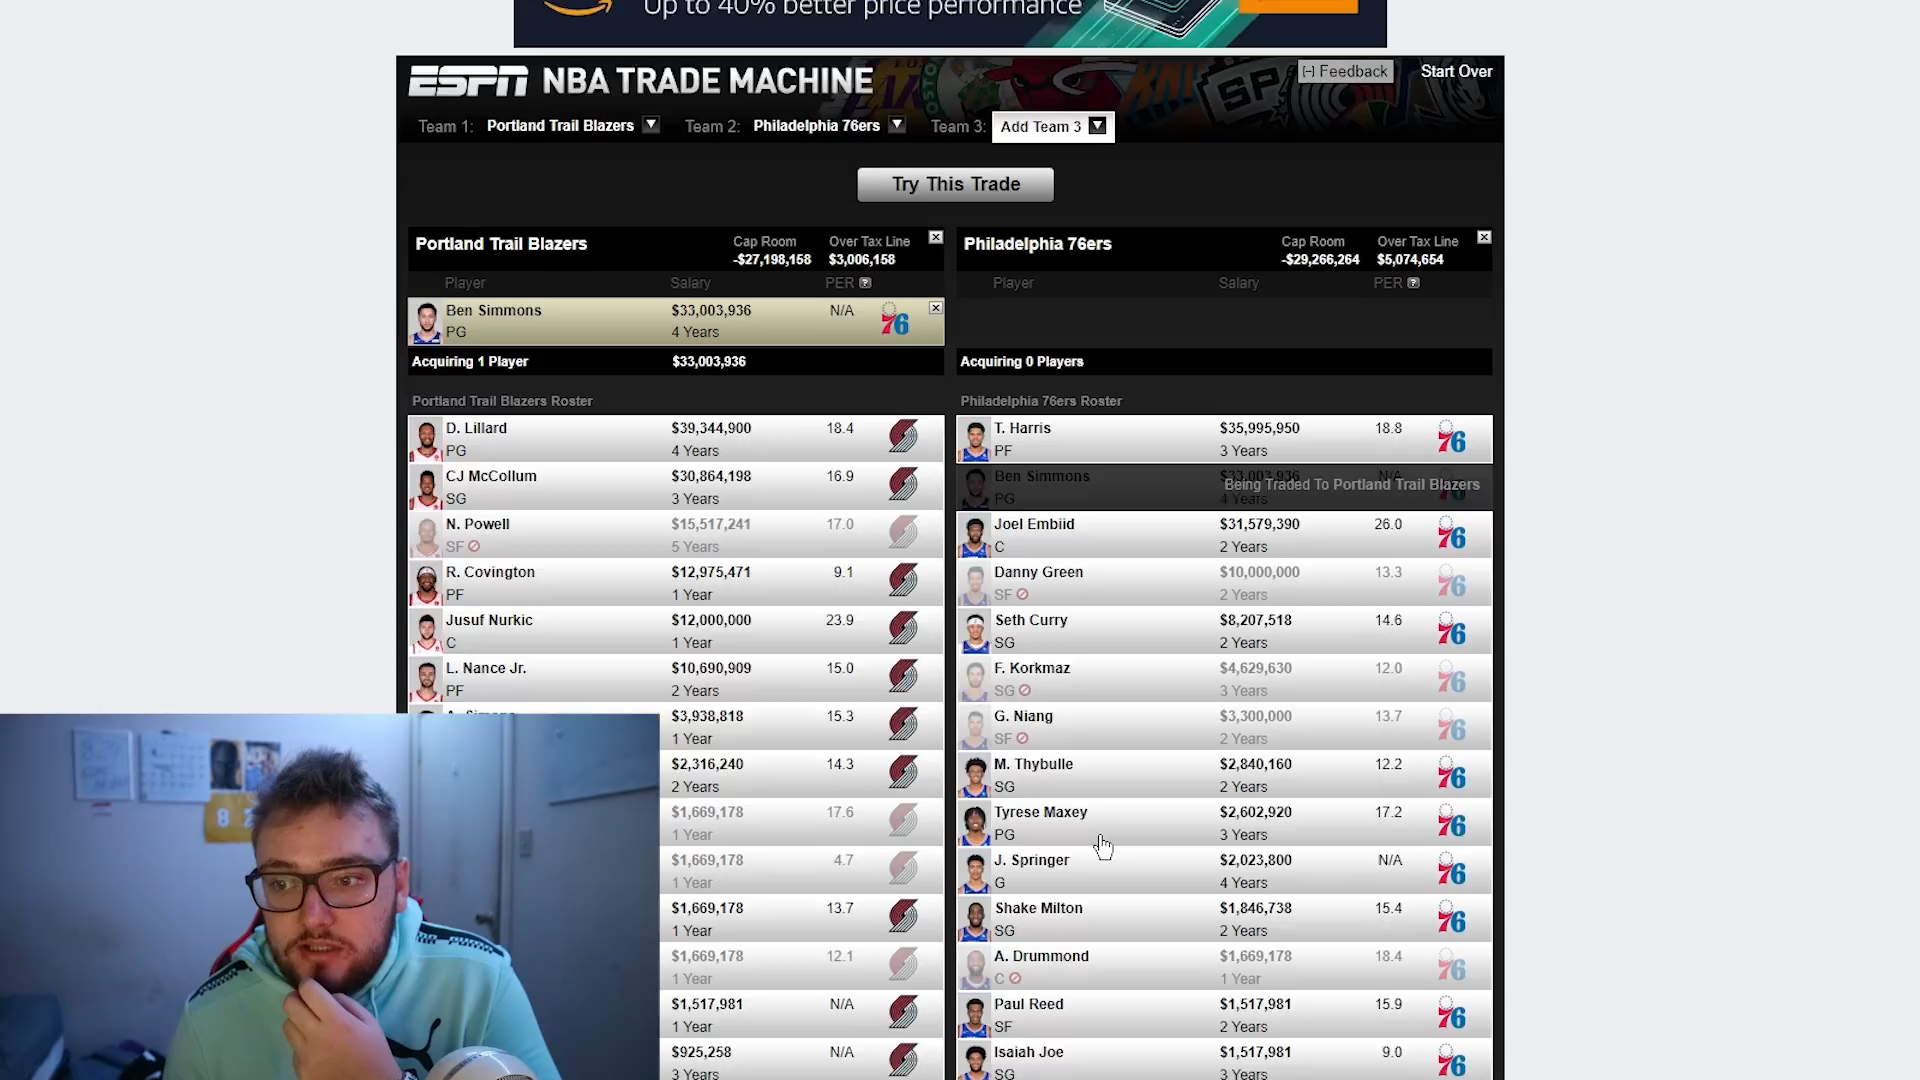 Up to 40% better price performance
ESPN NBA TRADE MACHINE
[-] Feedback
Start Over
Team 1: Portland Trail Blazers
Team 2: Philadelphia 76ers
Team 3: Add Team 3
Try This Trade
Portland Trail Blazers
Cap Room
-$27,198,158
Over Tax Line
$3,006,158
Player Salary PER ?
Ben Simmons $33,003,936 N/A
PG 4 Years
Acquiring 1 Player $33,003,936
Portland Trail Blazers Roster
D. Lillard $39,344,900 18.4
PG 4 Years
CJ McCollum $30,864,198 16.9
SG 3 Years
N. Powell $15,517,241 17.0
SF 5 Years
R. Covington $12,975,471 9.1
PF 1 Year
Jusuf Nurkic $12,000,000 23.9
C 1 Year
L. Nance Jr. $10,690,909 15.0
PF 2 Years
$3,938,818 15.3
1 Year
$2,316,240 14.3
2 Years
$1,669,178 17.6
1 Year
$1,669,178 4.7
1 Year
$1,669,178 13.7
1 Year
$1,669,178 12.1
1 Year
$1,517,981 N/A
1 Year
$925,258 N/A
3 Years
Philadelphia 76ers
Cap Room
-$29,266,264
Over Tax Line
$5,074,654
Player Salary PER ?
Acquiring 0 Players
Philadelphia 76ers Roster
T. Harris $35,995,950 18.8
PF 3 Years
Ben Simmons $33,003,936 N/A
Being Traded To Portland Trail Blazers
PG 4 Years
Joel Embiid $31,579,390 26.0
C 2 Years
Danny Green $10,000,000 13.3
SF 2 Years
Seth Curry $8,207,518 14.6
SG 2 Years
F. Korkmaz $4,629,630 12.0
SG 3 Years
G. Niang $3,300,000 13.7
SF 2 Years
M. Thybulle $2,840,160 12.2
SG 2 Years
Tyrese Maxey $2,602,920 17.2
PG 3 Years
J. Springer $2,023,800 N/A
G 4 Years
Shake Milton $1,846,738 15.4
SG 2 Years
A. Drummond $1,669,178 18.4
C 1 Year
Paul Reed $1,517,981 15.9
SF 2 Years
Isaiah Joe $1,517,981 9.0
SG 3 Years